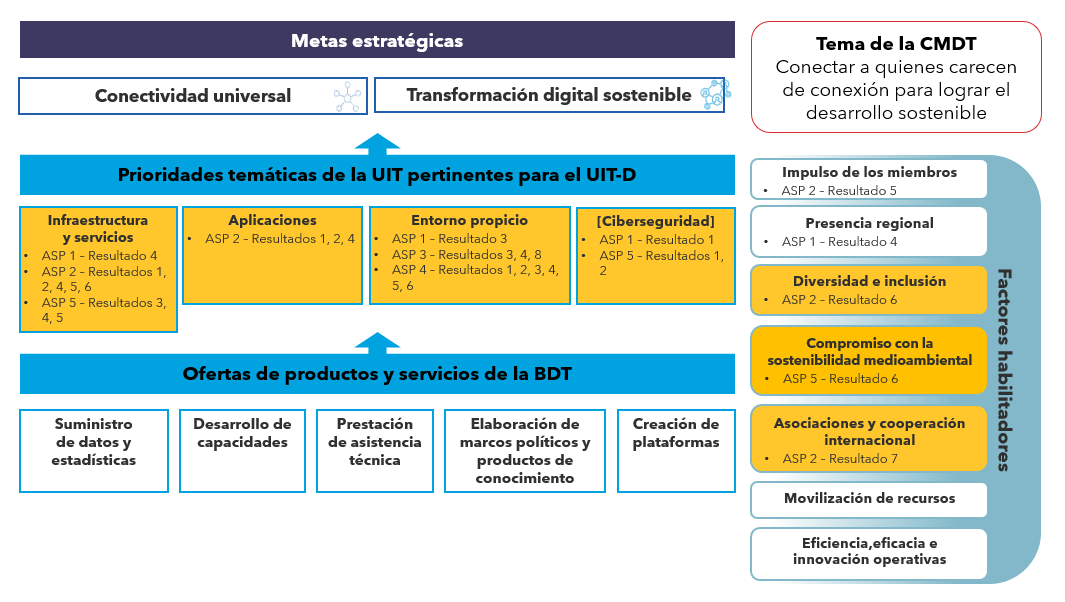 Metas estratégicas
Conectividad universal
Transformación digital sostenible
Tema de la CMDT
Conectar a quienes carecen
de conexión para lograr el
desarrollo sostenible
Prioridades temáticas de la UIT pertinentes para el UIT-D
Infraestructura
y servicios
• ASP 1 – Resultado 4
• ASP 2 – Resultados 1,
2, 4, 5, 6
• ASP 5 – Resultados 3,
4, 5
Aplicaciones
• ASP 2 – Resultados 1, 2, 4
Entorno propicio
• ASP 1 – Resultado 3
• ASP 3 – Resultados 3, 4, 8
• ASP 4 – Resultados 1, 2, 3, 4,
5, 6
[Ciberseguridad]
• ASP 1 – Resultado 1
• ASP 5 – Resultados 1,
2
Ofertas de productos y servicios de la BDT
Suministro
de datos y
estadísticas
Desarrollo de
capacidades
Prestación
de asistencia
técnica
Elaboración de
marcos políticos y
productos de
conocimiento
Creación de
plataformas
Impulso de los miembros
• ASP 2 – Resultado 5
Presencia regional
• ASP 1 – Resultado 4
Diversidad e inclusión
• ASP 2 – Resultado 6
Compromiso con la
sostenibilidad medioambiental
• ASP 5 – Resultado 6
Asociaciones y cooperación
internacional
• ASP 2 – Resultado 7
Movilización de recursos
Eficiencia,eficacia e
innovación operativas
Factores habilitadores